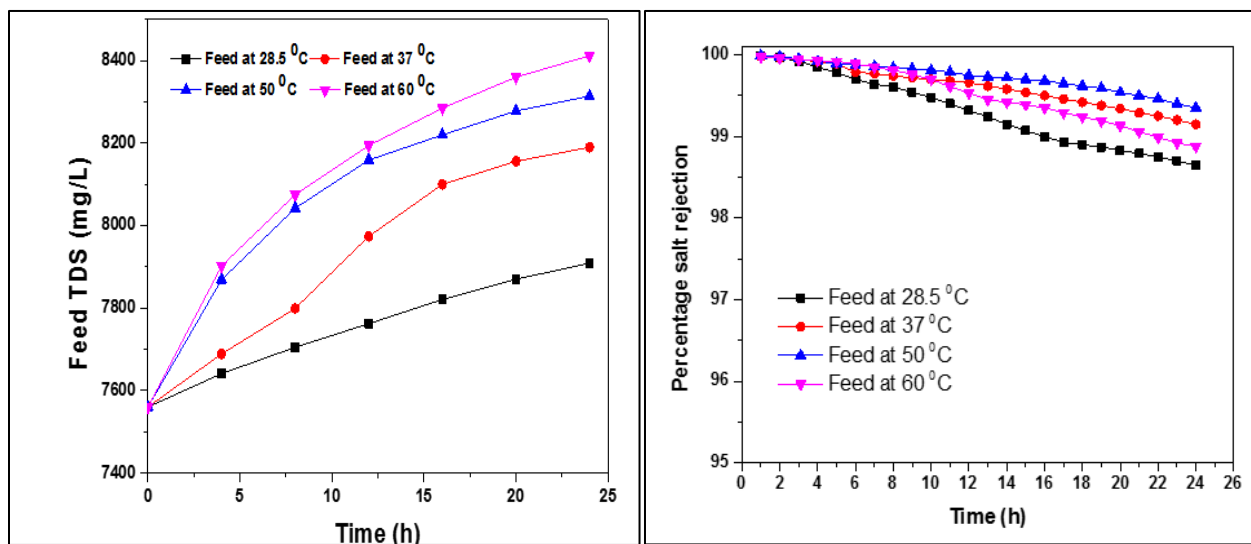 8400
8200
8000
7800
7600
7400
Feed TDS (mg/L)
Feed at 28.5 ⁰C Feed at 37 ⁰C
Feed at 50 ⁰C Feed at 60 ⁰C
0 5 10 15 20 25
Time (h)
100
99
98
97
96
95
Percentage salt rejection
Feed at 28.5 ⁰C
Feed at 37 ⁰C
Feed at 50 ⁰C
Feed at 60 ⁰C
0 2 4 6 8 10 12 14 16 18 20 22 24 26
Time (h)